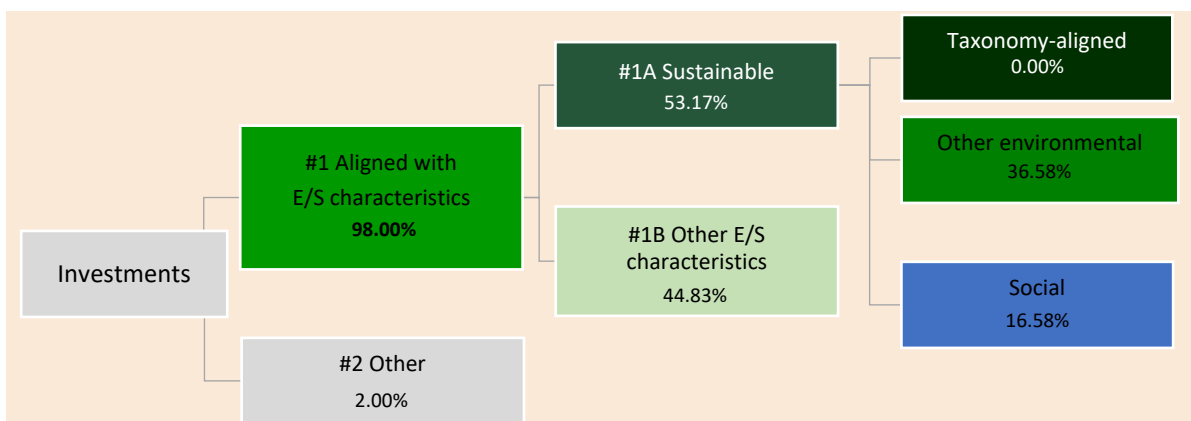 Investments
#1 Aligned with
E/S characteristics
98.00%
#2 Other
2.00%
#1A Sustainable
53.17%
#1B Other E/S
characteristics
44.83%
Taxonomy-aligned
0.00%
Other environmental
36.58%
Social
16.58%